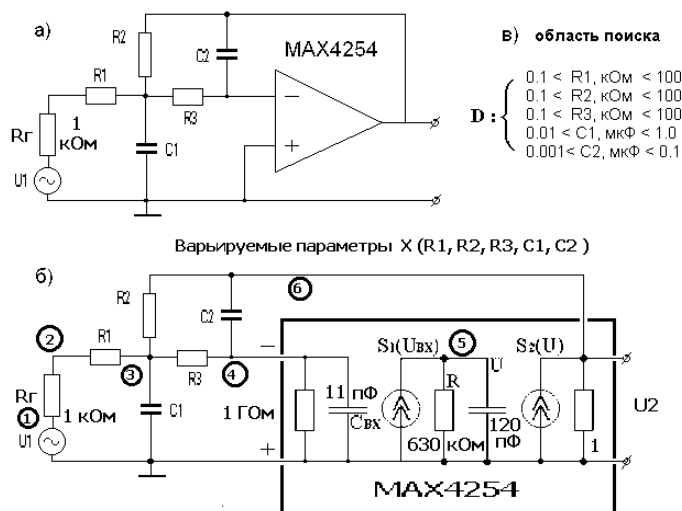 а)
R2
C2
MAX4254
R1
R3
Rг
1
кОм
C1
U1
−
+
в) область поиска
D :
0.1 < R1, кОм < 100
0.1 < R2, кОм < 100
0.1 < R3, кОм < 100
0.01 < C1, мкФ < 1.0
0.001< C2, мкФ < 0.1
Варьируемые параметры X (R1, R2, R3, C1, C2 )
б)
6
R2
C2
2
R1
3
R3
4
−
S1(Uвх)
5
S2(U)
U
R
Rг
1
1 кОм
U1
C1
1 ГОм
11
пФ
Свх
630 кОм
120
пФ
1
U2
+
MAX4254